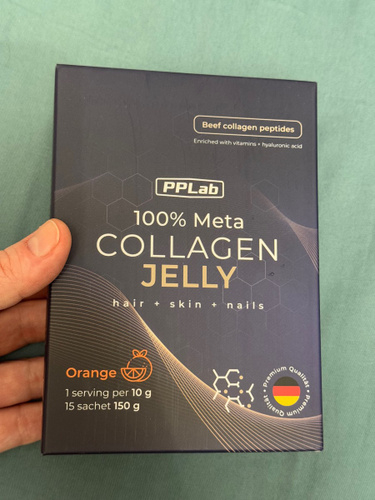 Beef collagen peptides
Enriched with vitamins + hyaluronic acid
PPLab
100% Meta
COLLAGEN
JELLY
hair + skin + nails
Orange
1 serving per 10 g
15 sachet 150 g
• Premium Qualität • Premium Qualität